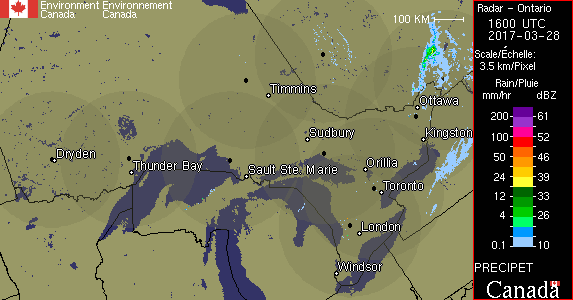 Environment Environnement
Canada Canada
100 KM
Timmins
Ottawa
Sudbury
Kingston
Dryden
Thunder Bay
Sault Ste. Marie
Orillia
Toronto
London
Windsor
Radar - Ontario
1600 UTC
2017-03-28
Scale/Échelle:
3.5 km/Pixel
Rain/Pluie
mm/hr dBZ
200 61
100 52
50 46
24 39
12 33
4 26
0.1 10
PRECIPET
Canada